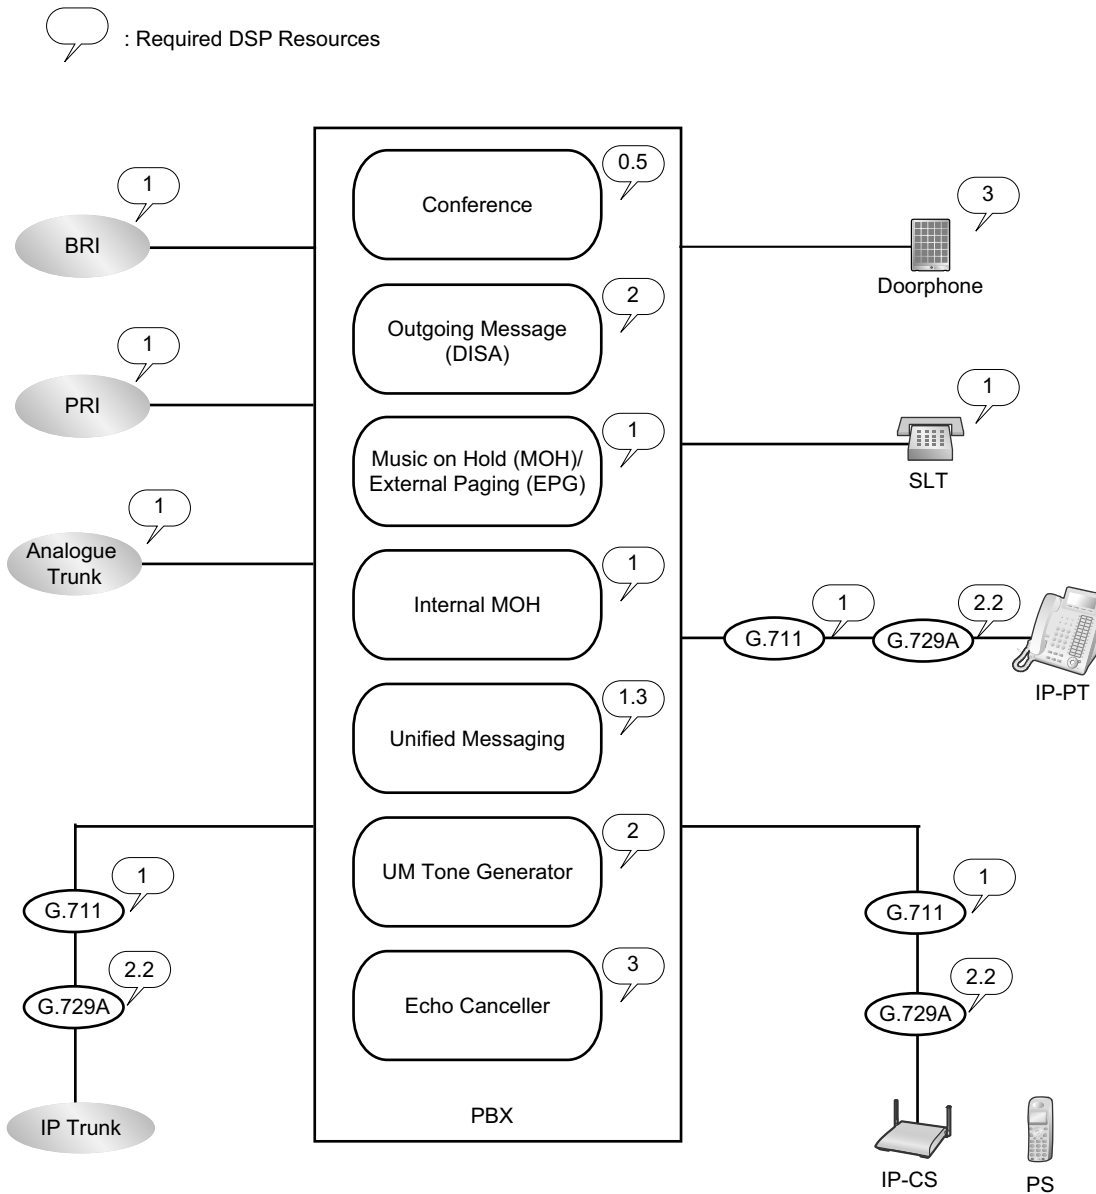 : Required DSP Resources
1
BRI
1
PRI
1
Analogue
Trunk
1
G.711
2.2
G.729A
IP Trunk
0.5
Conference
2
Outgoing Message
(DISA)
1
Music on Hold (MOH)/
External Paging (EPG)
1
Internal MOH
1.3
Unified Messaging
2
UM Tone Generator
3
Echo Canceller
PBX
3
Doorphone
1
SLT
1
G.711
2.2
G.729A
IP-PT
1
G.711
2.2
G.729A
IP-CS
PS